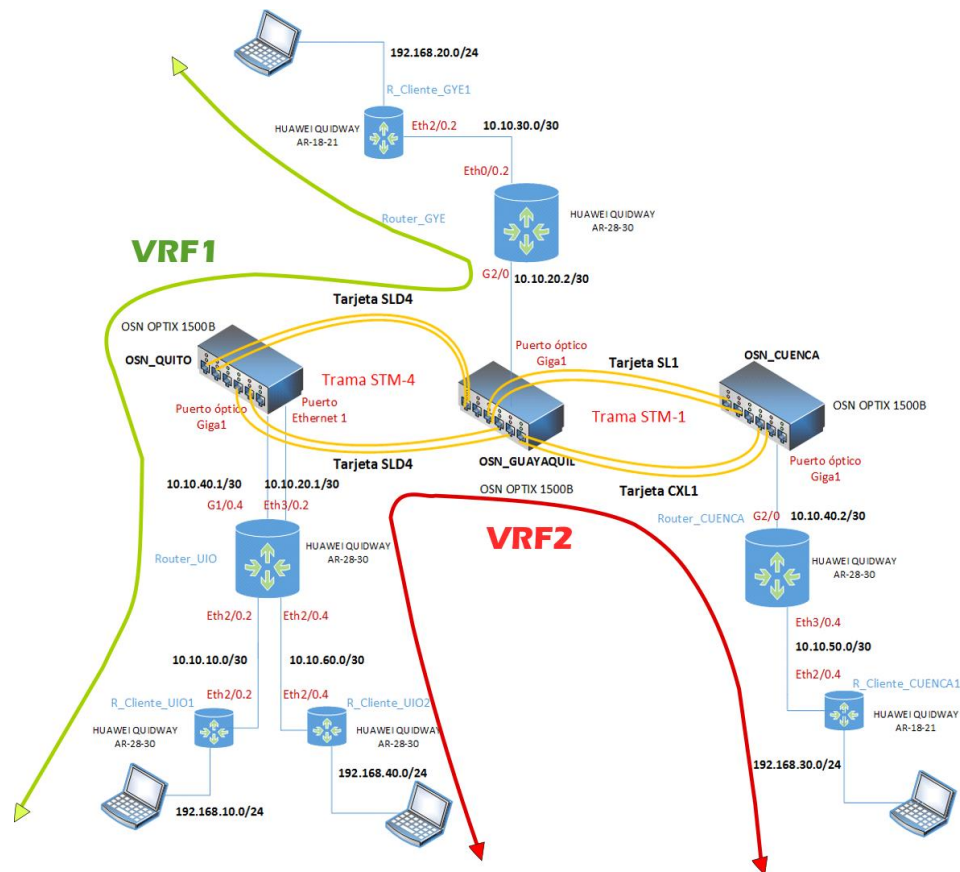 192.168.20.0/24
R_Cliente_GYE1
HUAWEI QUIDWAY
AR-18-21
Eth2/0.2
10.10.30.0/30
Eth0/0.2
Router_GYE
HUAWEI QUIDWAY
AR-28-30
VRF1
G2/0
10.10.20.2/30
Tarjeta SLD4
OSN OPTIX 1500B
OSN_QUITO
Puerto óptico
Giga1
Tarjeta SL1
OSN_CUENCA
Trama STM-4
OSN OPTIX 1500B
Puerto óptico
Giga1
Puerto
Ethernet 1
Trama STM-1
Tarjeta SLD4
OSN_GUAYAQUIL
Puerto óptico
Giga1
10.10.40.1/30
10.10.20.1/30
OSN OPTIX 1500B
Tarjeta CXL1
G1/0.4
Eth3/0.2
Router_CUENCA
G2/0
10.10.40.2/30
VRF2
Router_UIO
HUAWEI QUIDWAY
AR-28-30
HUAWEI QUIDWAY
AR-28-30
Eth2/0.2
Eth2/0.4
Eth3/0.4
10.10.50.0/30
10.10.10.0/30
10.10.60.0/30
Eth2/0.4
R_Cliente_CUENCA1
Eth2/0.2
Eth2/0.4
R_Cliente_UIO1
R_Cliente_UIO2
HUAWEI QUIDWAY
AR-28-30
HUAWEI QUIDWAY
AR-28-30
HUAWEI QUIDWAY
AR-18-21
192.168.40.0/24
192.168.30.0/24
192.168.10.0/24